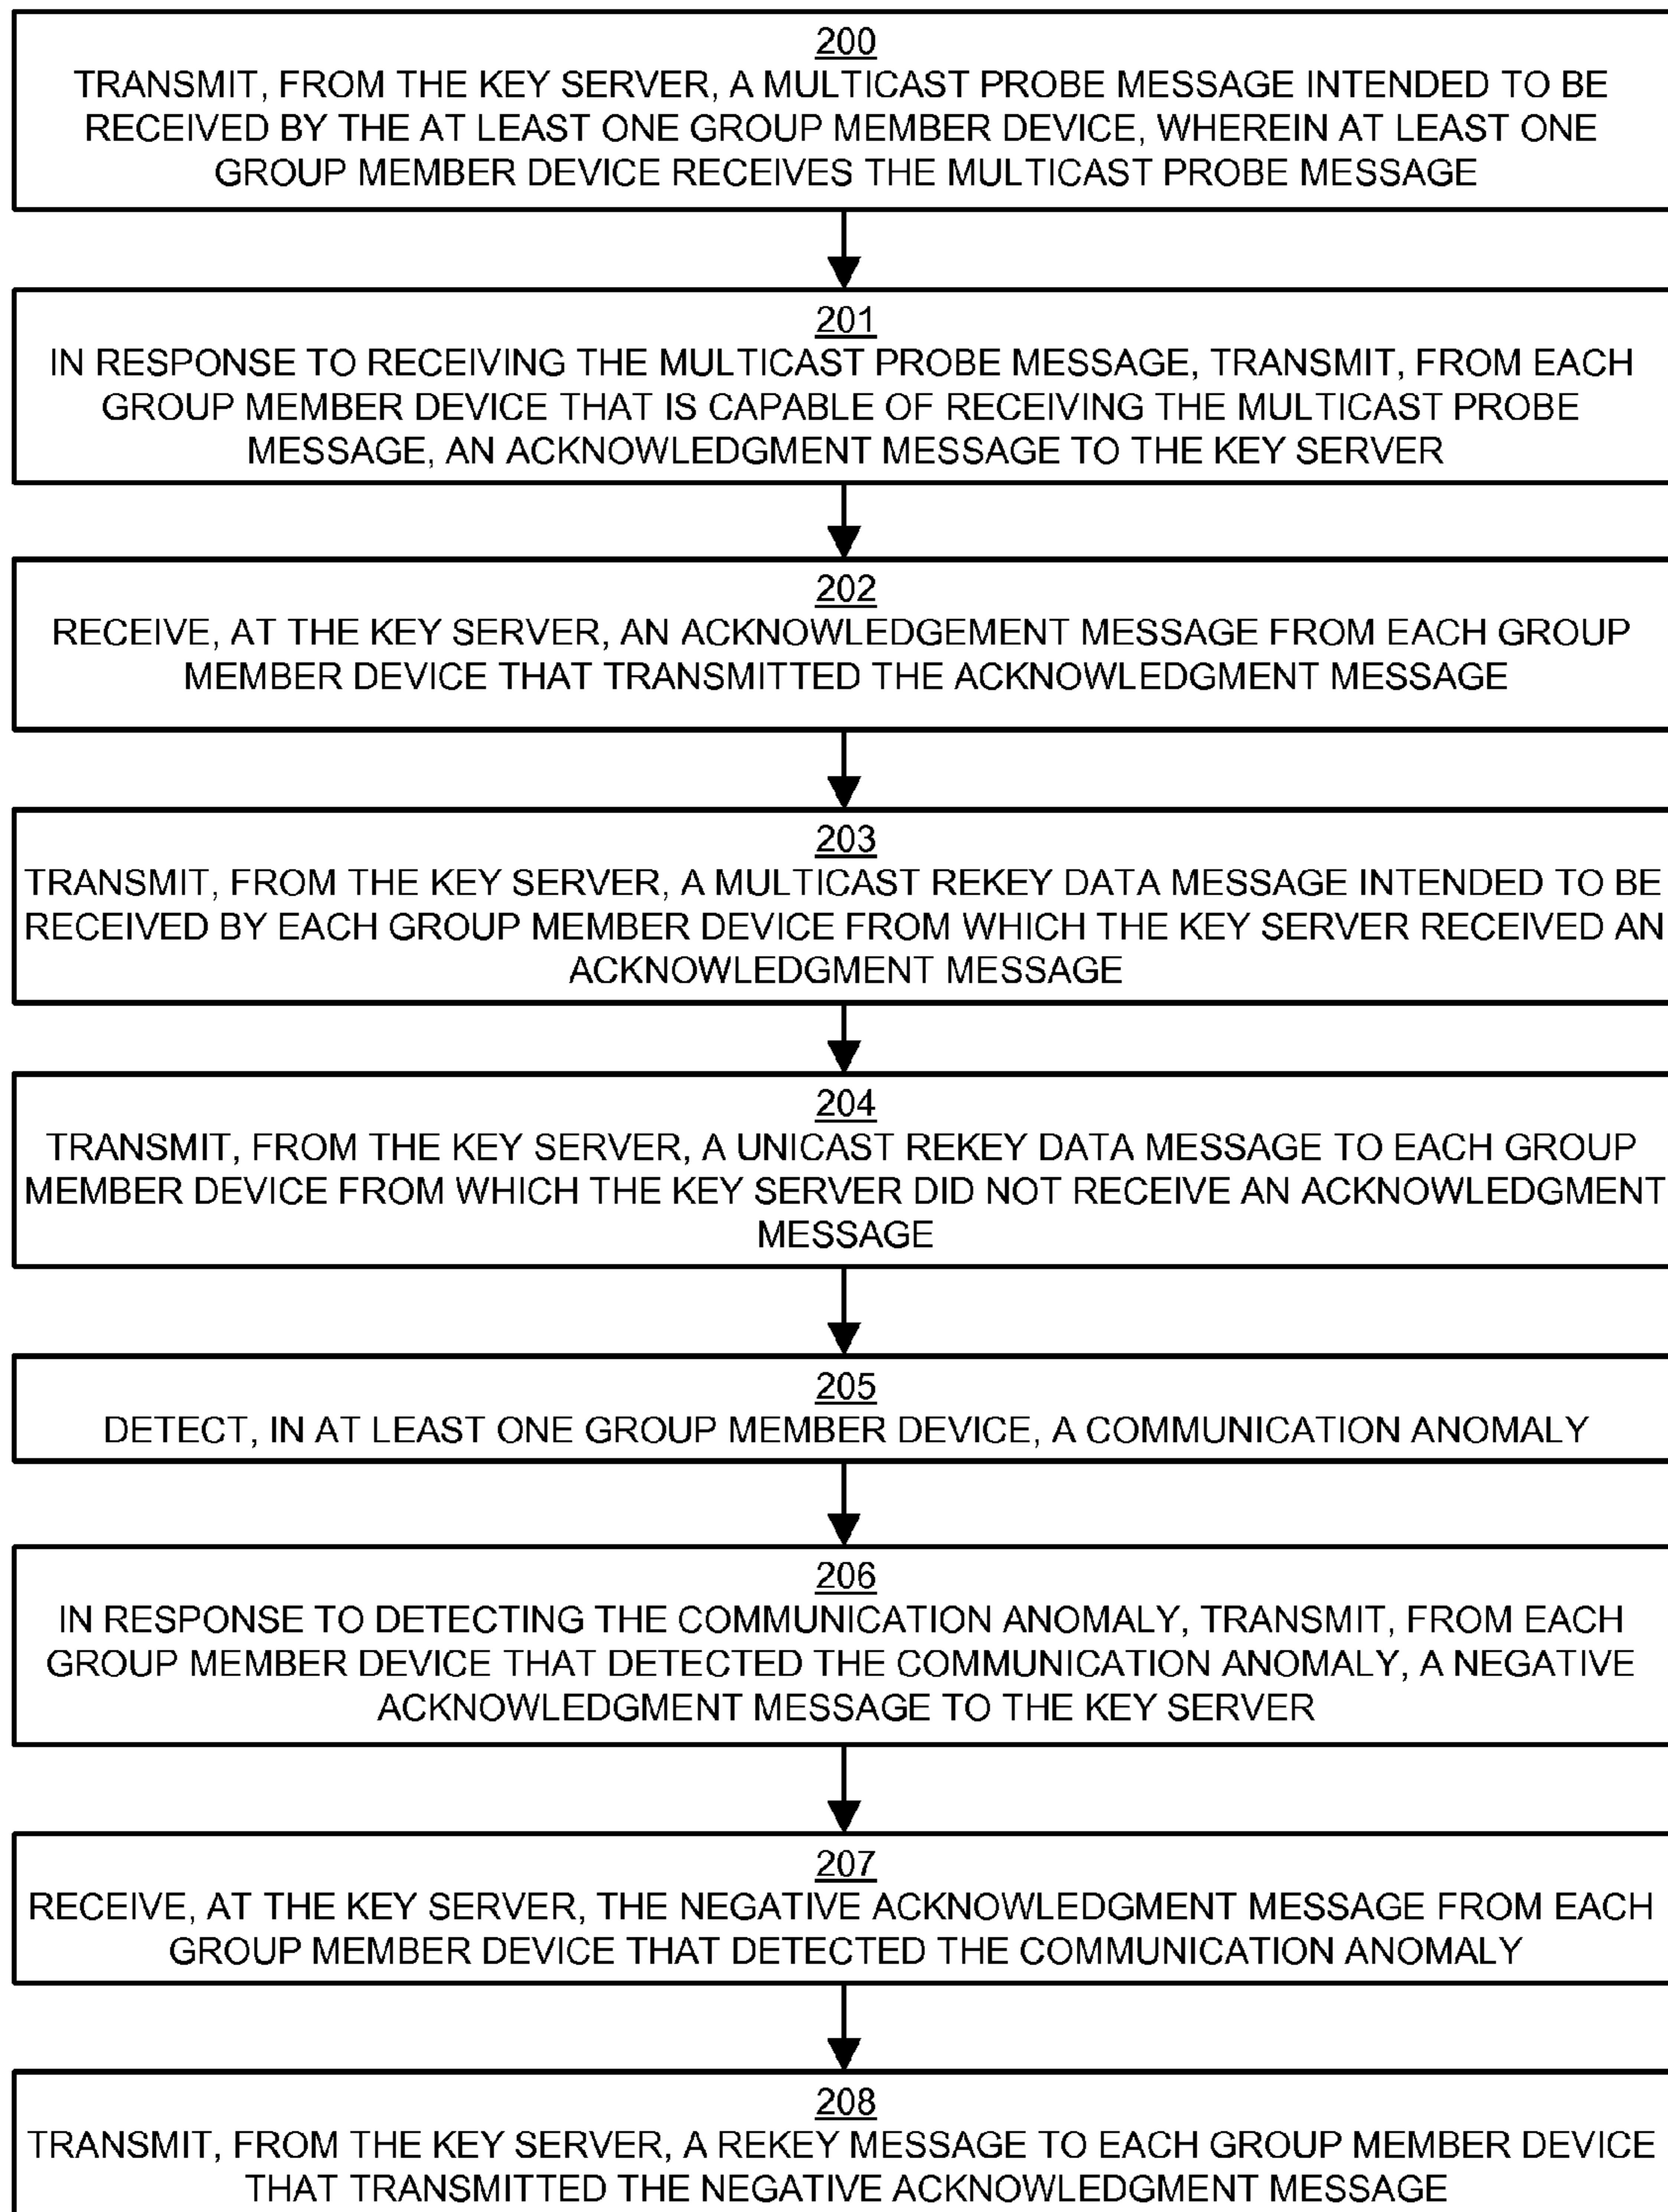 200
TRANSMIT, FROM THE KEY SERVER, A MULTICAST PROBE MESSAGE INTENDED TO BE
RECEIVED BY THE AT LEAST ONE GROUP MEMBER DEVICE, WHEREIN AT LEAST ONE
GROUP MEMBER DEVICE RECEIVES THE MULTICAST PROBE MESSAGE
201
IN RESPONSE TO RECEIVING THE MULTICAST PROBE MESSAGE, TRANSMIT, FROM EACH
GROUP MEMBER DEVICE THAT IS CAPABLE OF RECEIVING THE MULTICAST PROBE
MESSAGE, AN ACKNOWLEDGMENT MESSAGE TO THE KEY SERVER
202
RECEIVE, AT THE KEY SERVER, AN ACKNOWLEDGEMENT MESSAGE FROM EACH GROUP
MEMBER DEVICE THAT TRANSMITTED THE ACKNOWLEDGMENT MESSAGE
203
TRANSMIT, FROM THE KEY SERVER, A MULTICAST REKEY DATA MESSAGE INTENDED TO BE
RECEIVED BY EACH GROUP MEMBER DEVICE FROM WHICH THE KEY SERVER RECEIVED AN
ACKNOWLEDGMENT MESSAGE
204
TRANSMIT, FROM THE KEY SERVER, A UNICAST REKEY DATA MESSAGE TO EACH GROUP
MEMBER DEVICE FROM WHICH THE KEY SERVER DID NOT RECEIVE AN ACKNOWLEDGMENT
MESSAGE
205
DETECT, IN AT LEAST ONE GROUP MEMBER DEVICE, A COMMUNICATION ANOMALY
206
IN RESPONSE TO DETECTING THE COMMUNICATION ANOMALY, TRANSMIT, FROM EACH
GROUP MEMBER DEVICE THAT DETECTED THE COMMUNICATION ANOMALY, A NEGATIVE
ACKNOWLEDGMENT MESSAGE TO THE KEY SERVER
207
RECEIVE, AT THE KEY SERVER, THE NEGATIVE ACKNOWLEDGMENT MESSAGE FROM EACH
GROUP MEMBER DEVICE THAT DETECTED THE COMMUNICATION ANOMALY
208
TRANSMIT, FROM THE KEY SERVER, A REKEY MESSAGE TO EACH GROUP MEMBER DEVICE
THAT TRANSMITTED THE NEGATIVE ACKNOWLEDGMENT MESSAGE